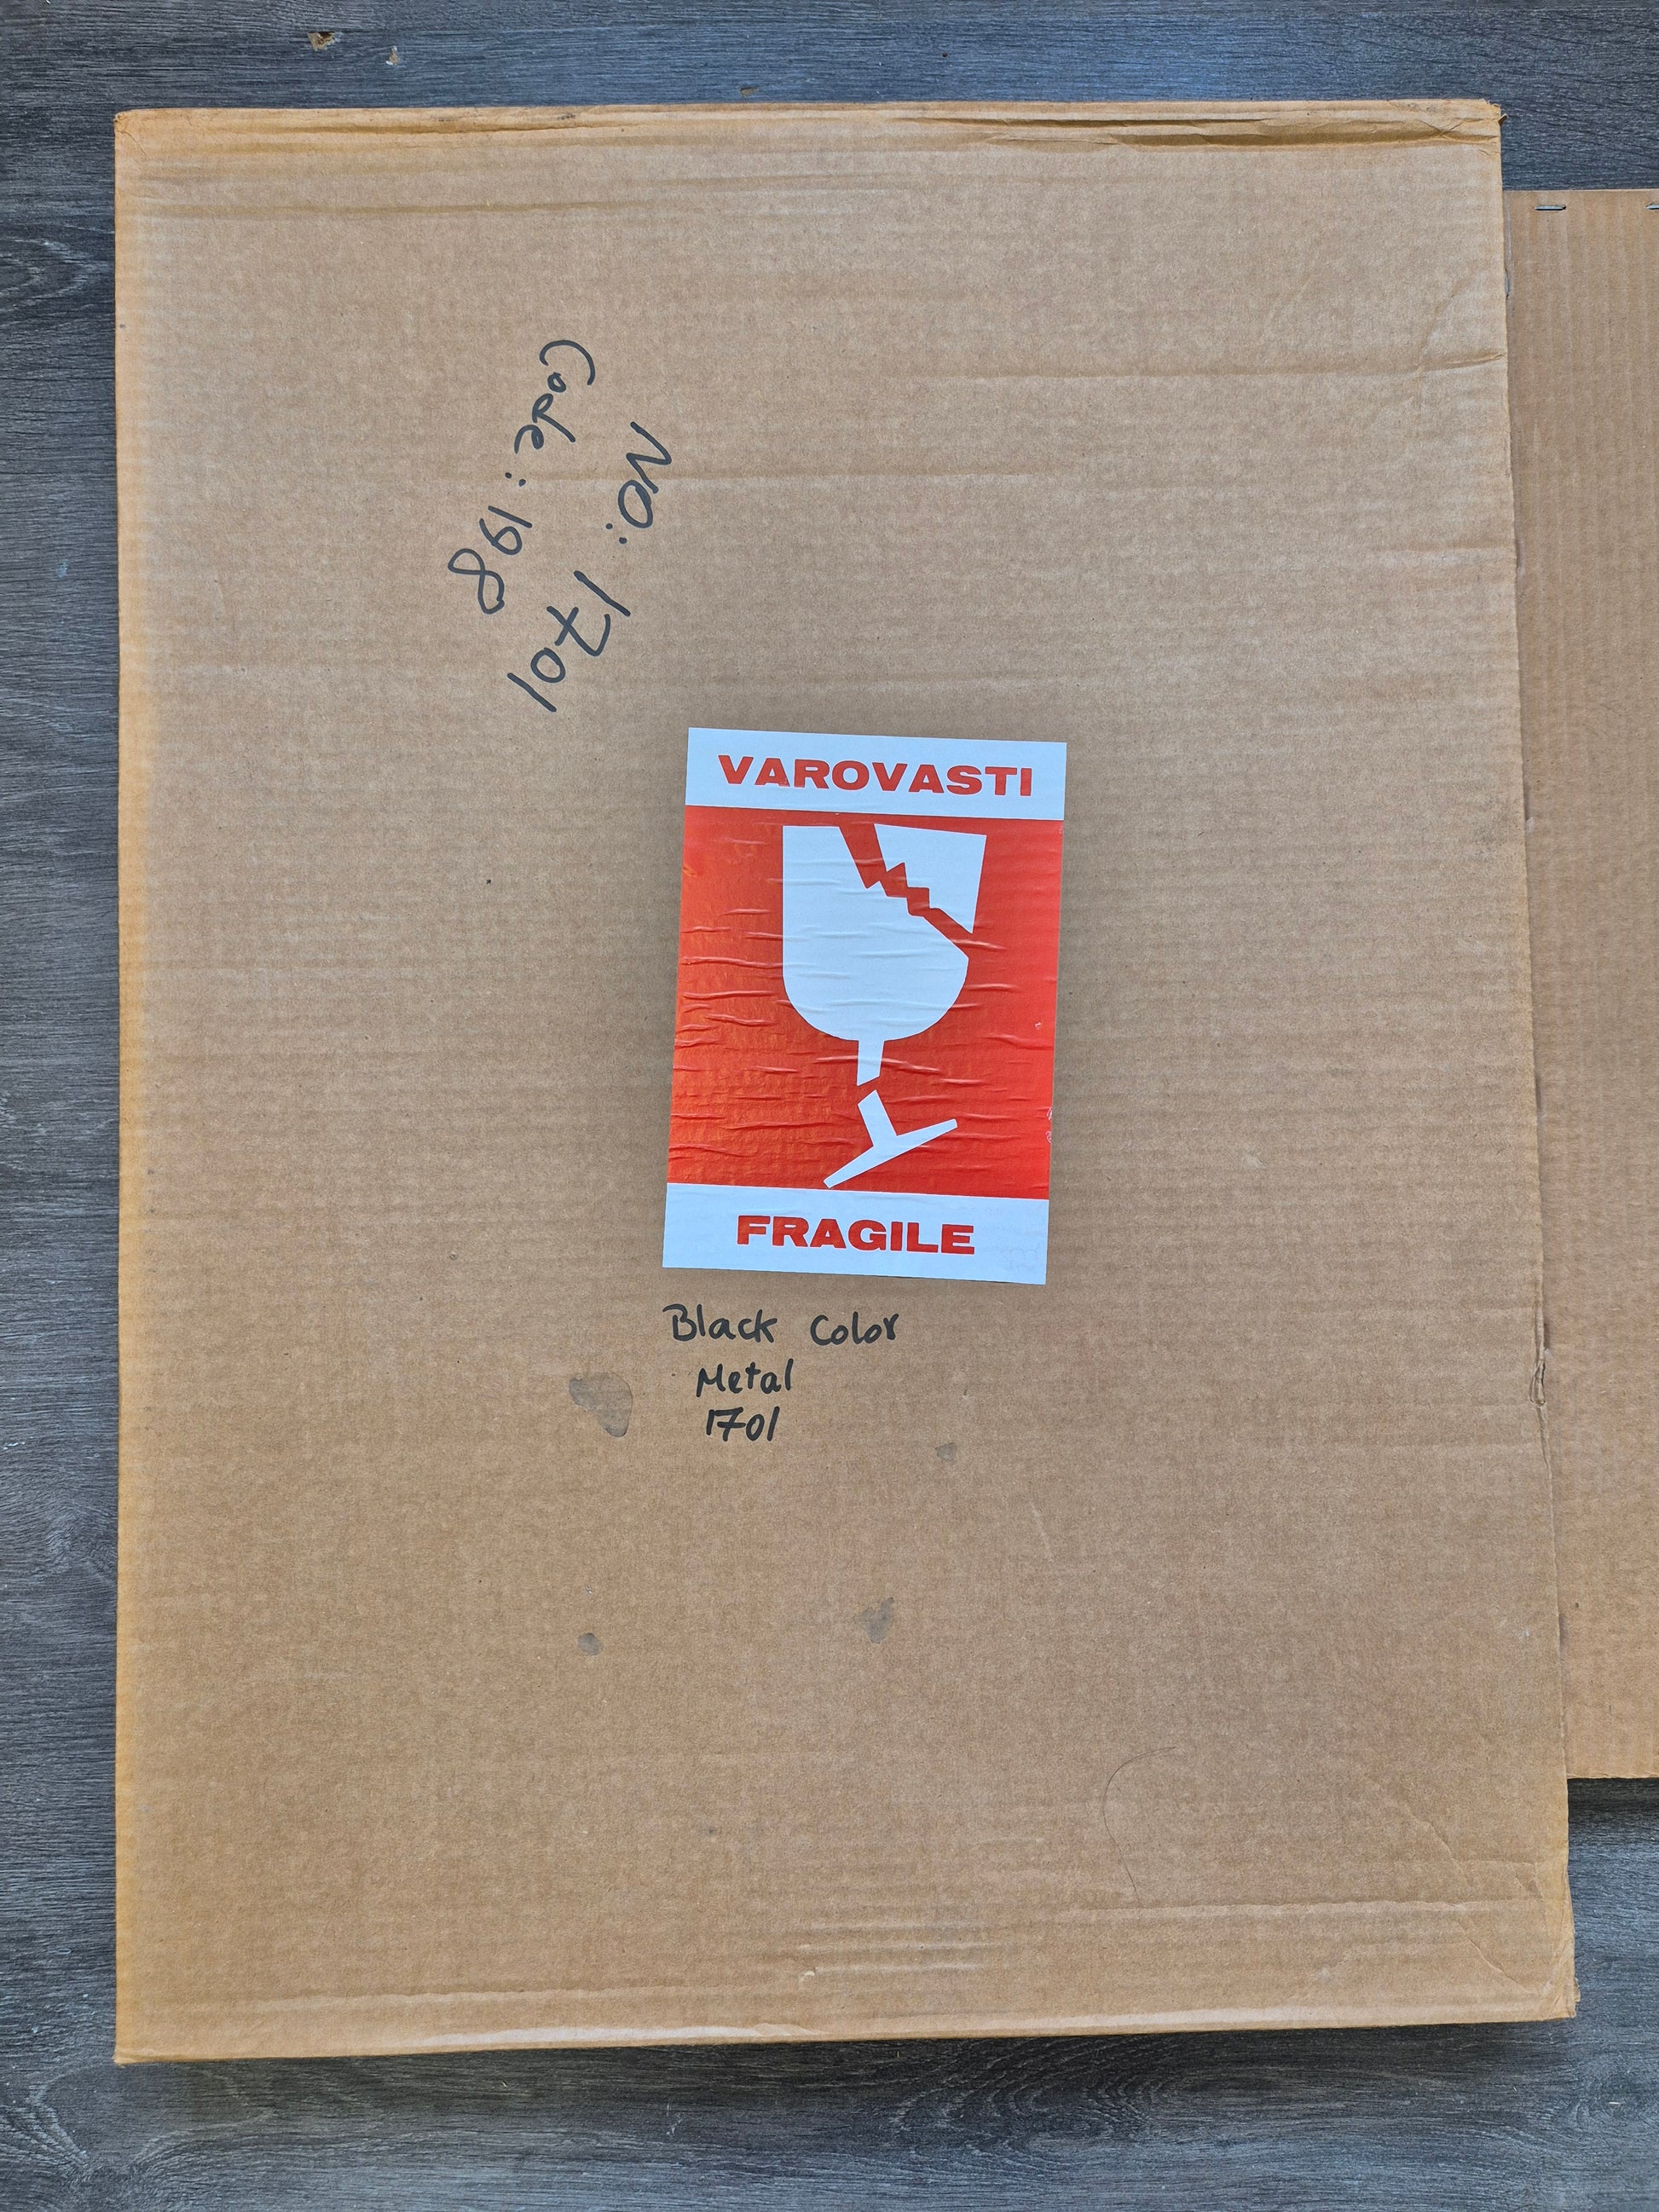 Code: 198
No: 1701
VAROVASTI
FRAGILE
Black Color
Metal
1701